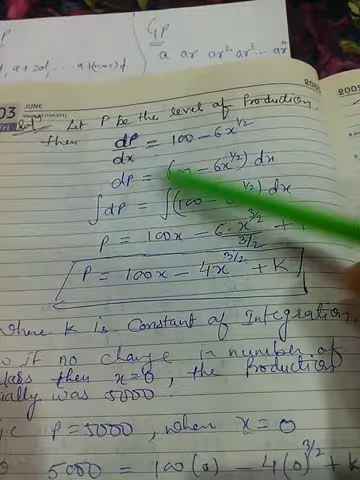 P
GP
a ar ar² ar³ - ar^n
, a+2d, ... a+(n-1)d
03 JUNE
2009
Solⁿ Let P be the level of Production
then dP/dx = 100 - 6x^1/2
dP = (100 - 6x^1/2) dx
∫dP = ∫(100 - 6x^1/2) dx
P = 100x - 6·x^3/2 / 3/2 +
P = 100x - 4x^3/2 + K
where K is Constant of Integration.
if no change in number of
then x=0, the Production
was 5000.
P=5000, when x = 0
5000 = 100(0) - 4(0)^3/2 + K